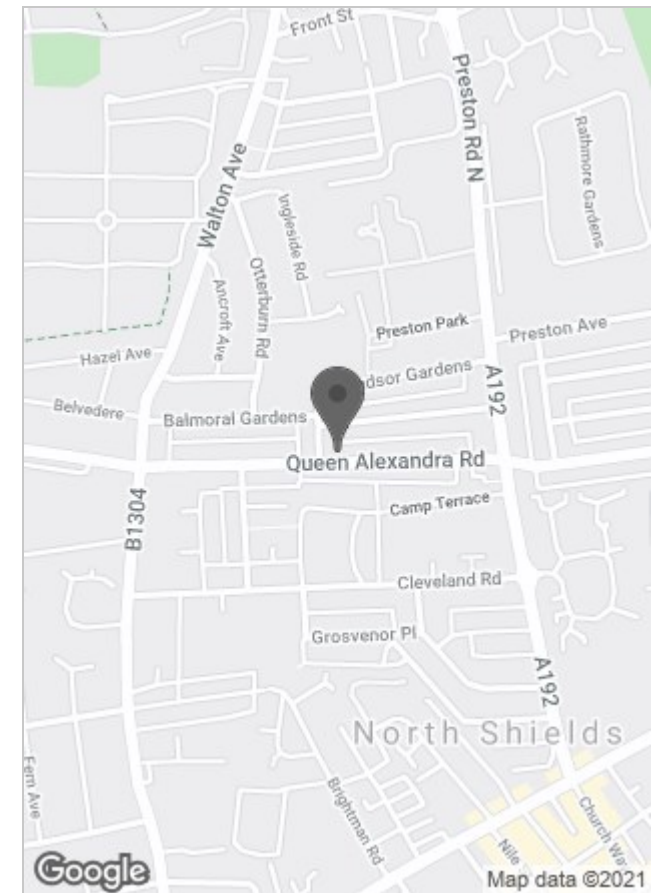 Front St
Preston Rd N
Rathmore Gardens
Walton Ave
Ingleside Rd
Otterburn Rd
Ancroft Ave
Preston Park
Preston Ave
Hazel Ave
dsor Gardens
A192
Belvedere
Balmoral Gardens
Queen Alexandra Rd
B1304
Camp Terrace
Cleveland Rd
Grosvenor Pl
A192
North Shields
Fern Ave
Brightman Rd
Nile
Church Wa
Google
Map data ©2021